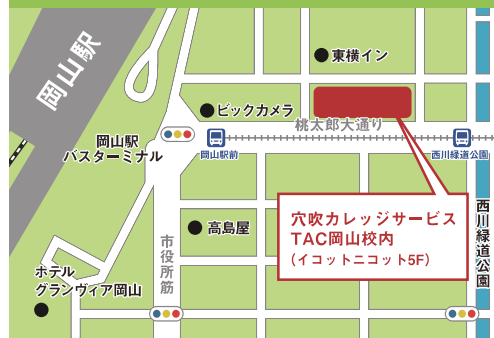 岡山駅
東横イン
ビックカメラ
桃太郎大通り
岡山駅
バスターミナル
岡山駅前
西川緑道公園
穴吹カレッジサービス
TAC岡山校内
(イコットニコット5F)
高島屋
市役所筋
西川緑道公園
ホテル
グランヴィア岡山